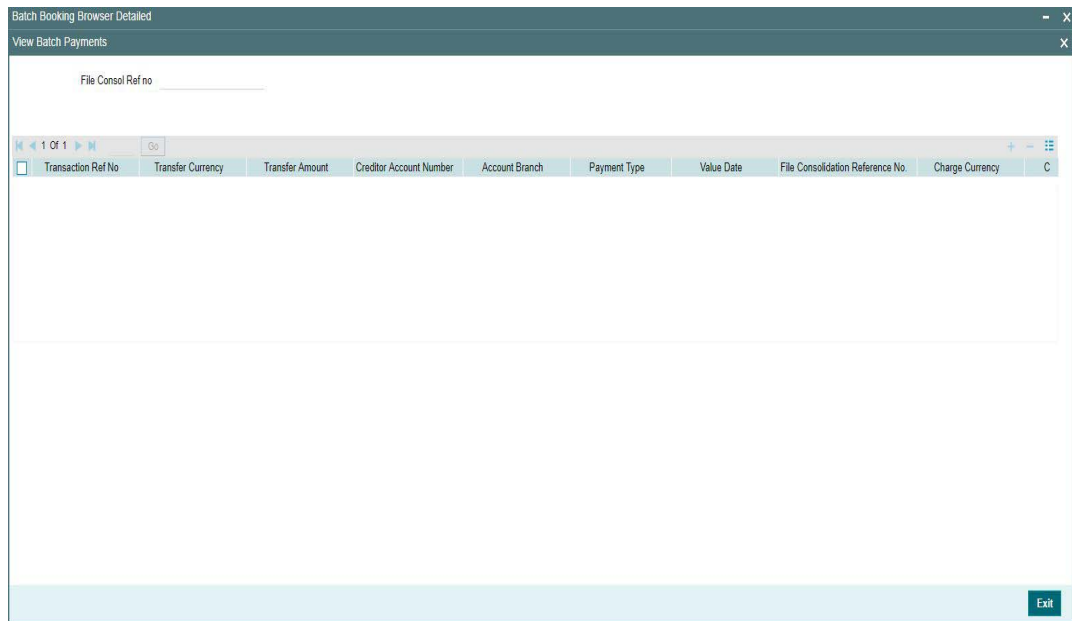 Batch Booking Browser Detailed - X
View Batch Payments X
File Consol Ref no
1 Of 1 Go + -
Transaction Ref No Transfer Currency Transfer Amount Creditor Account Number Account Branch Payment Type Value Date File Consolidation Reference No. Charge Currency C
Exit